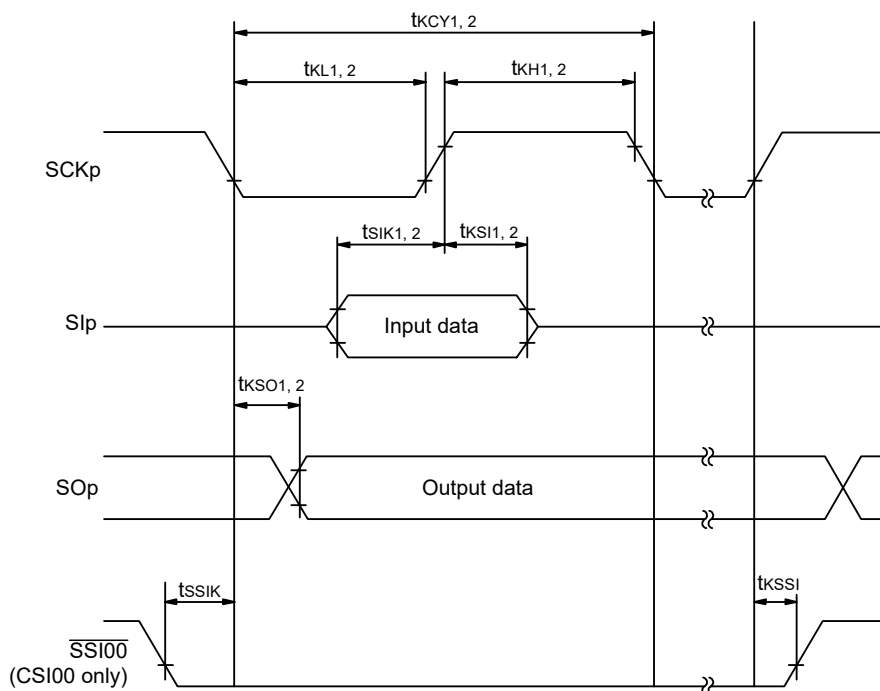 tKCY1, 2
tKL1, 2
tKH1, 2
SCKp
tSIK1, 2
tKSI1, 2
SIp
Input data
tKSO1, 2
SOp
Output data
tSSIK
tKSSI
SSI00
(CSI00 only)